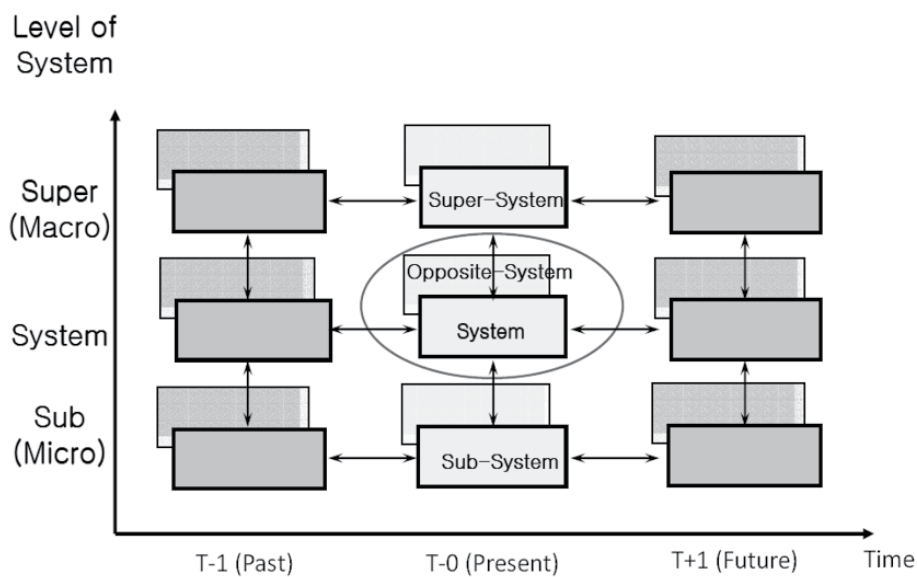 Level of
System
Super
(Macro)
Super-System
Opposite-System
System
System
Sub
(Micro)
Sub-System
T-1 (Past)
T-0 (Present)
T+1 (Future)
Time